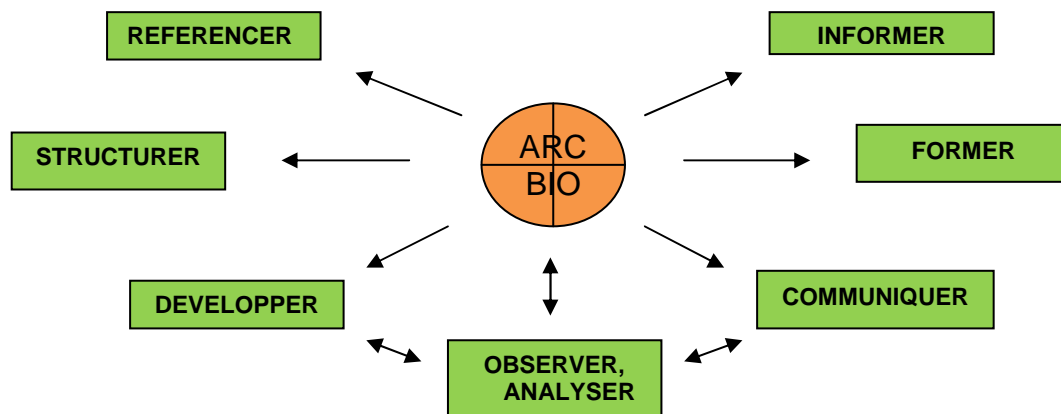 REFERENCER
INFORMER
ARC
BIO
STRUCTURER
FORMER
DEVELOPPER
COMMUNIQUER
OBSERVER,
ANALYSER